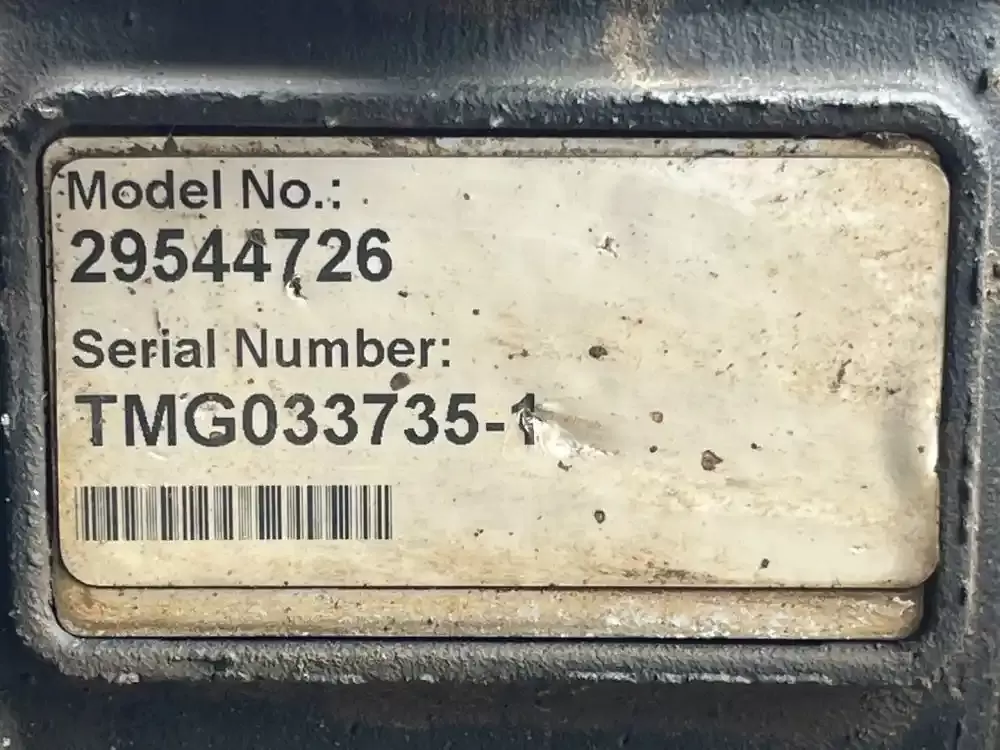 Model No.:
29544726
Serial Number:
TMG033735-1